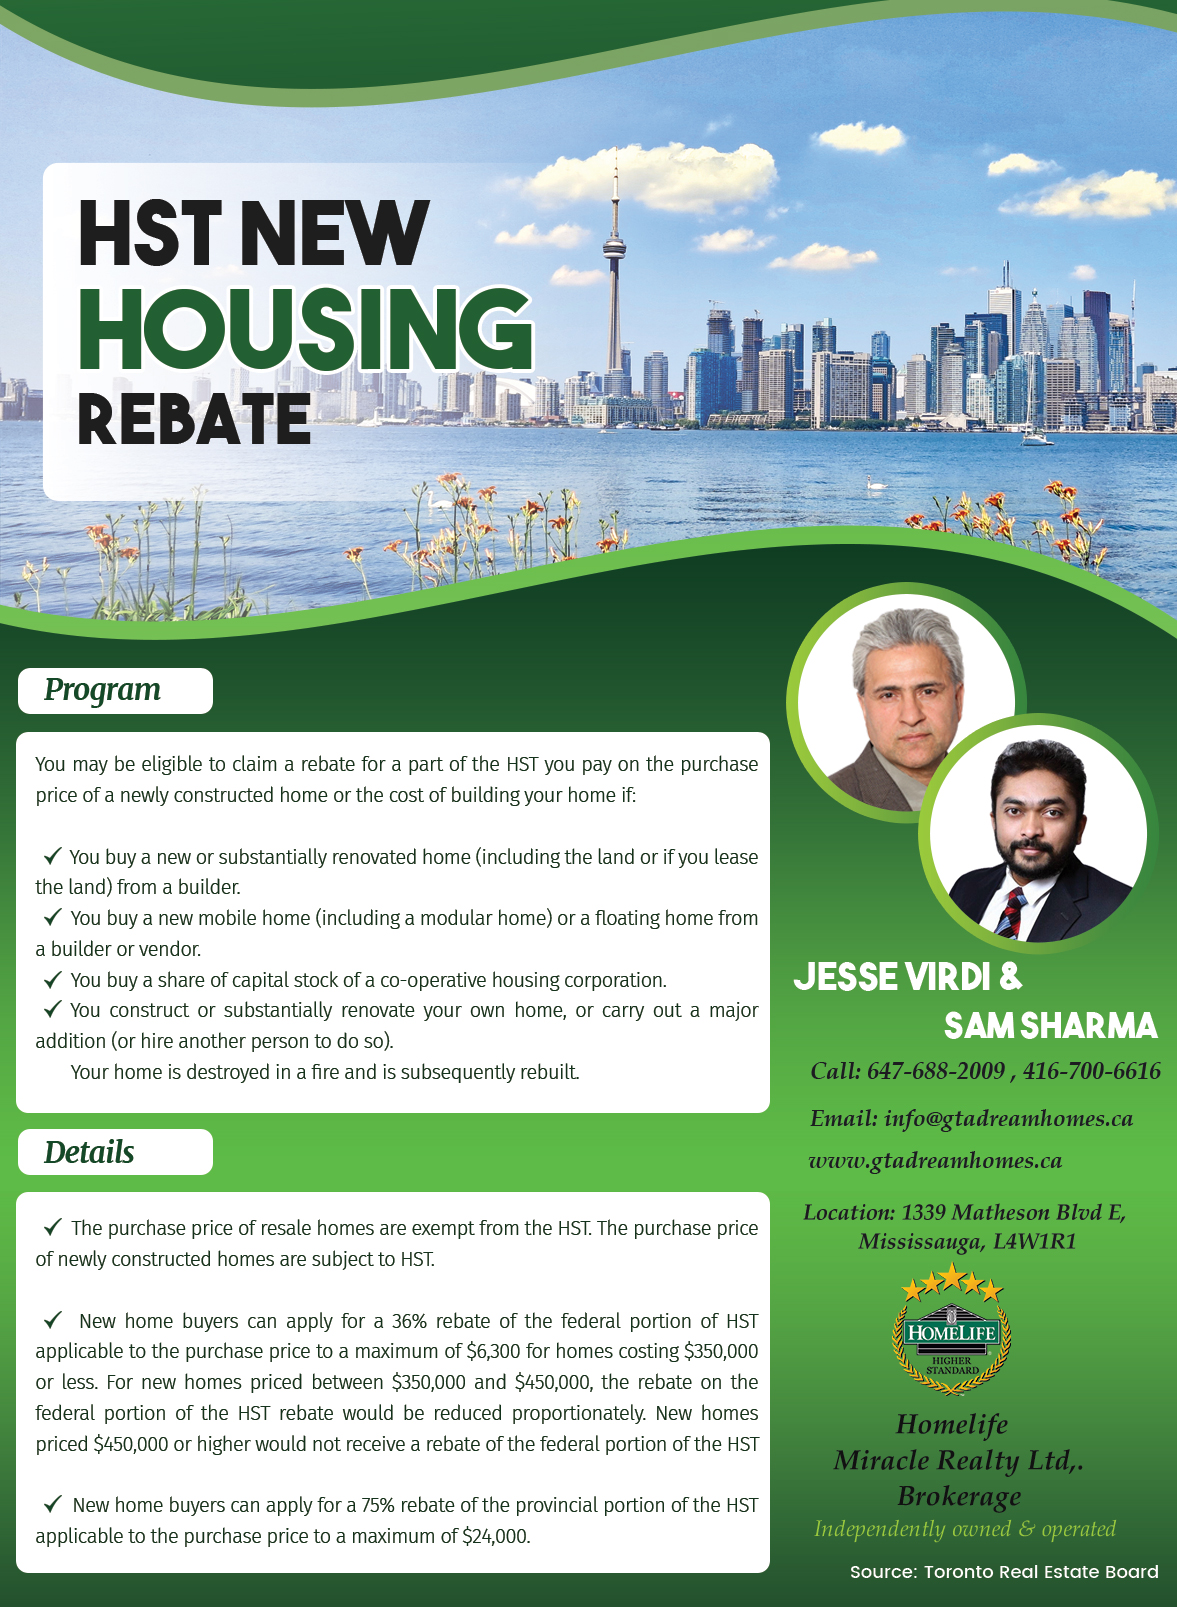 HST NEW
HOUSING
REBATE
Program
You may be eligible to claim a rebate for a part of the HST you pay on the purchase
price of a newly constructed home or the cost of building your home if:
✓ You buy a new or substantially renovated home (including the land or if you lease
the land) from a builder.
✓ You buy a new mobile home (including a modular home) or a floating home from
a builder or vendor.
✓ You buy a share of capital stock of a co-operative housing corporation.
✓ You construct or substantially renovate your own home, or carry out a major
addition (or hire another person to do so).
Your home is destroyed in a fire and is subsequently rebuilt.
Details
✓ The purchase price of resale homes are exempt from the HST. The purchase price
of newly constructed homes are subject to HST.
✓ New home buyers can apply for a 36% rebate of the federal portion of HST
applicable to the purchase price to a maximum of $6,300 for homes costing $350,000
or less. For new homes priced between $350,000 and $450,000, the rebate on the
federal portion of the HST rebate would be reduced proportionately. New homes
priced $450,000 or higher would not receive a rebate of the federal portion of the HST
✓ New home buyers can apply for a 75% rebate of the provincial portion of the HST
applicable to the purchase price to a maximum of $24,000.
JESSE VIRDI &
SAM SHARMA
Call: 647-688-2009 , 416-700-6616
Email: info@gtadreamhomes.ca
www.gtadreamhomes.ca
Location: 1339 Matheson Blvd E,
Mississauga, L4W1R1
HOMELIFE
HIGHER
STANDARD
Homelife
Miracle Realty Ltd,.
Brokerage
Independently owned & operated
Source: Toronto Real Estate Board